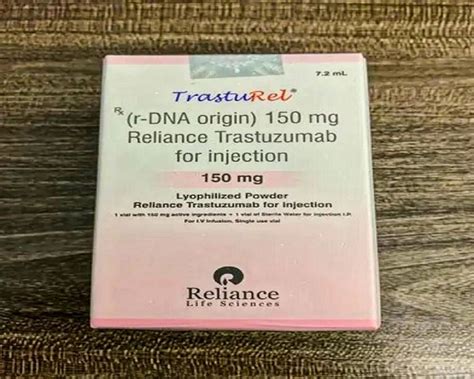 7.2 mL
TrastuRel®
Rx (r-DNA origin) 150 mg
Reliance Trastuzumab
for injection
150 mg
Lyophilized Powder
Reliance Trastuzumab for injection
1 vial with 150 mg active ingredients + 1 vial of Sterile Water for Injection I.P.
For I.V Infusion, Single use vial
Reliance
Life Sciences